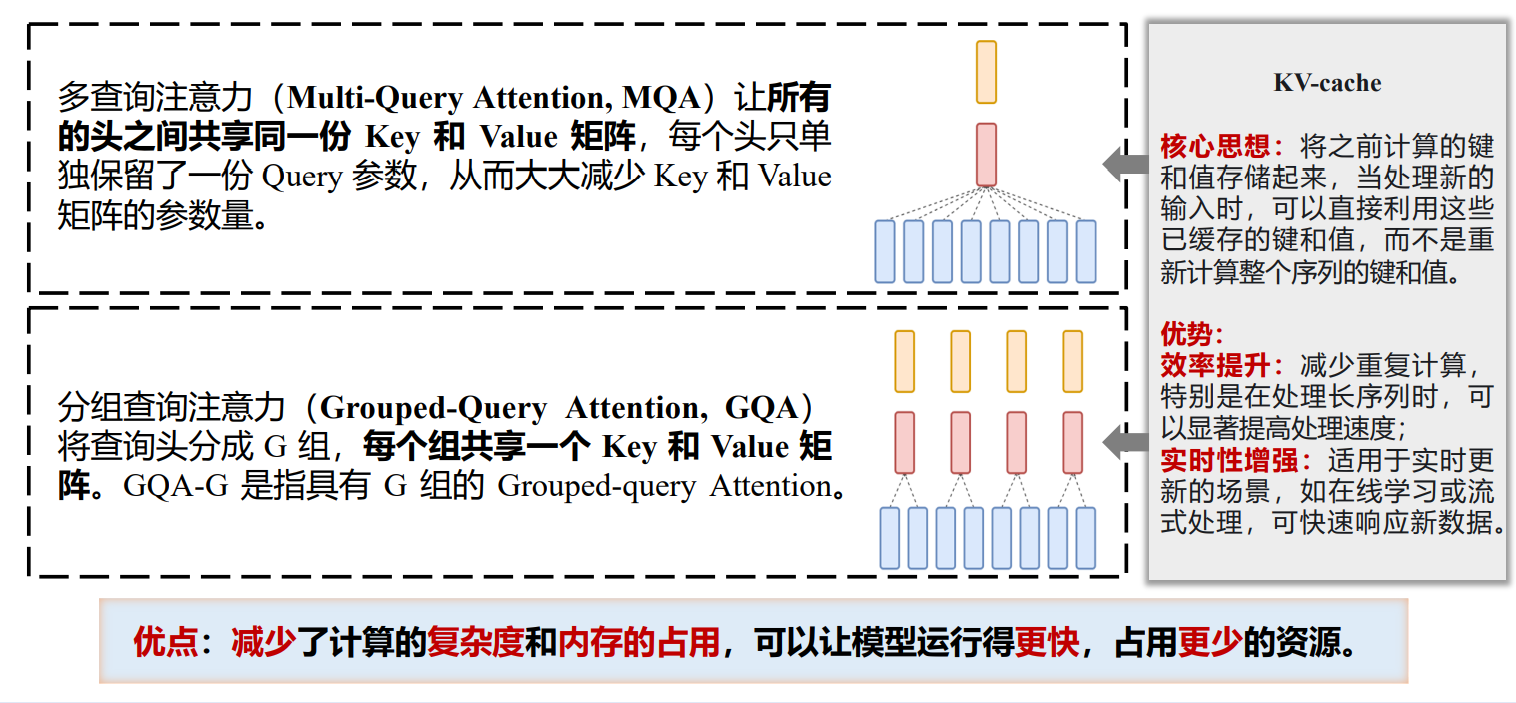 多查询注意力（Multi-Query Attention, MQA）让所有
的头之间共享同一份 Key 和 Value 矩阵，每个头只单
独保留了一份 Query 参数，从而大大减少 Key 和 Value
矩阵的参数量。
分组查询注意力（Grouped-Query Attention, GQA）
将查询头分成 G 组，每个组共享一个 Key 和 Value 矩
阵。GQA-G 是指具有 G 组的 Grouped-query Attention。
KV-cache
核心思想：将之前计算的键
和值存储起来，当处理新的
输入时，可以直接利用这些
已缓存的键和值，而不是重
新计算整个序列的键和值。
优势：
效率提升：减少重复计算，
特别是在处理长序列时，可
以显著提高处理速度；
实时性增强：适用于实时更
新的场景，如在线学习或流
式处理，可快速响应新数据。
优点：减少了计算的复杂度和内存的占用，可以让模型运行得更快，占用更少的资源。